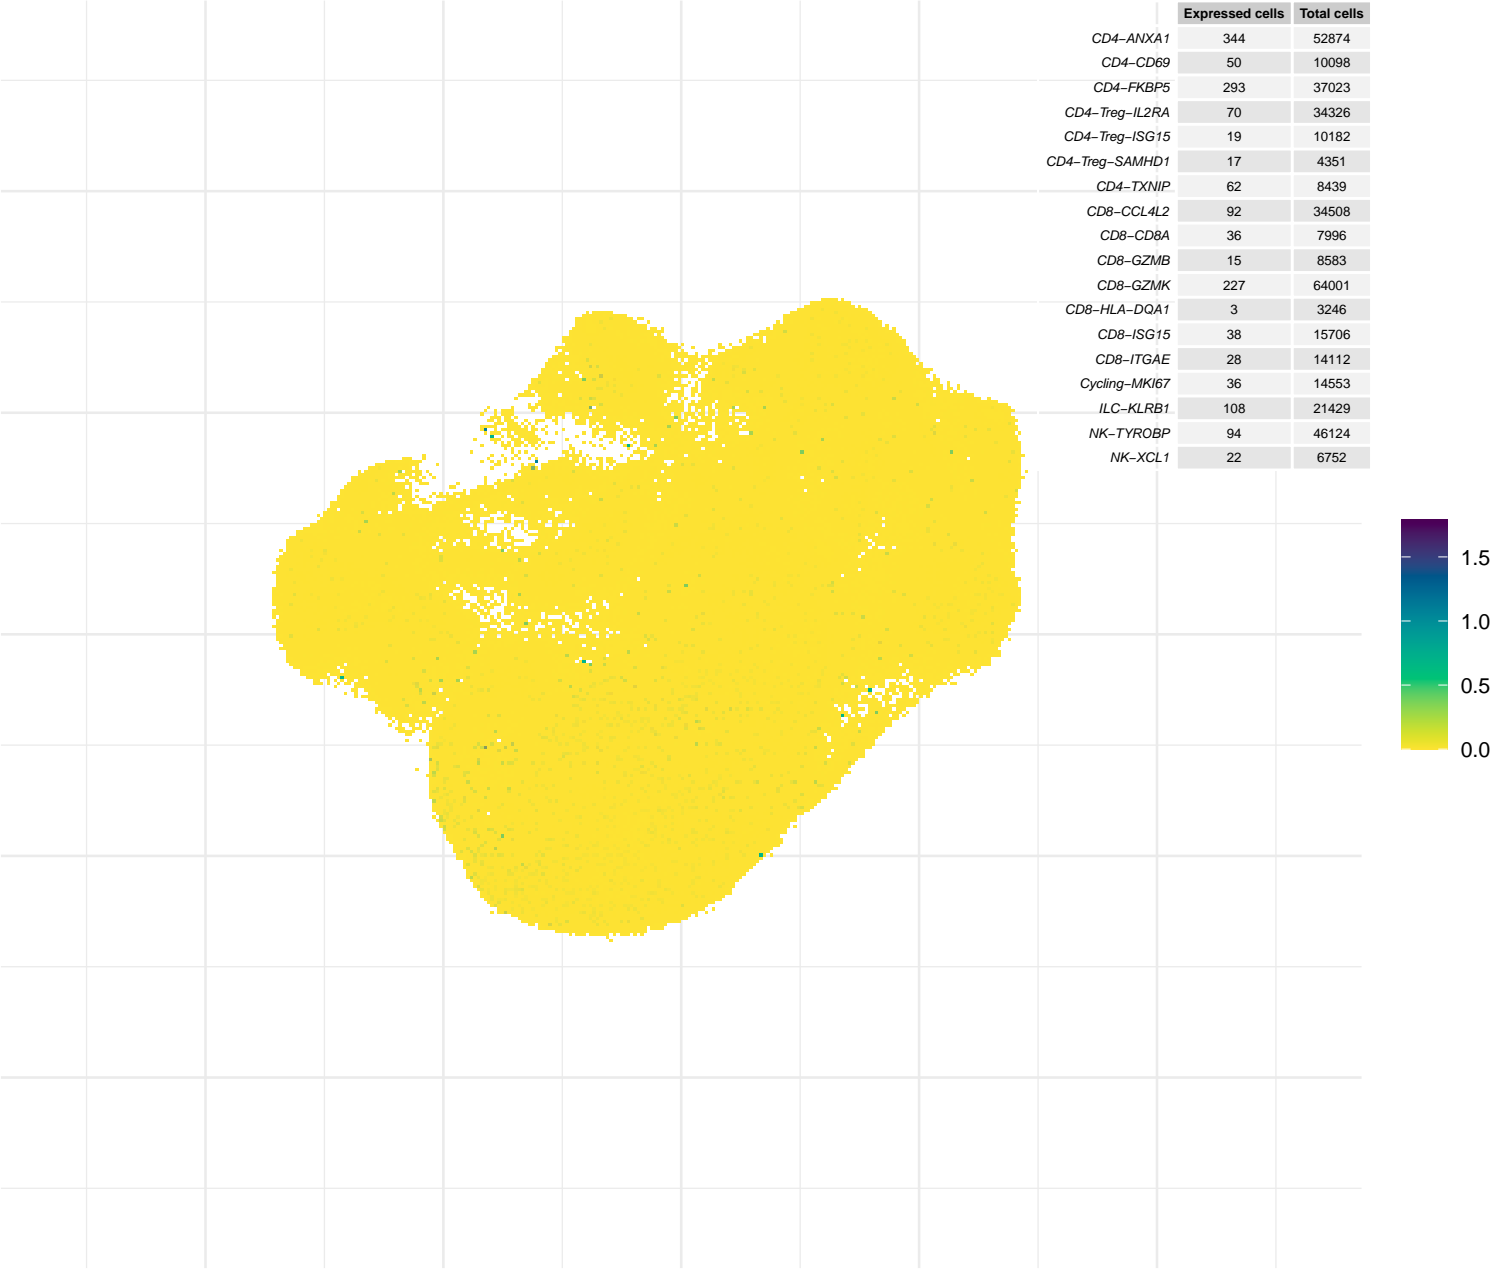 Expressed cells Total cells
CD4−ANXA1 344 52874
CD4−CD69 50 10098
CD4−FKBP5 293 37023
CD4−Treg−IL2RA 70 34326
CD4−Treg−ISG15 19 10182
CD4−Treg−SAMHD1 17 4351
CD4−TXNIP 62 8439
CD8−CCL4L2 92 34508
CD8−CD8A 36 7996
CD8−GZMB 15 8583
CD8−GZMK 227 64001
CD8−HLA−DQA1 3 3246
CD8−ISG15 38 15706
CD8−ITGAE 28 14112
Cycling−MKI67 36 14553
ILC−KLRB1 108 21429
NK−TYROBP 94 46124
NK−XCL1 22 6752
1.5
1.0
0.5
0.0